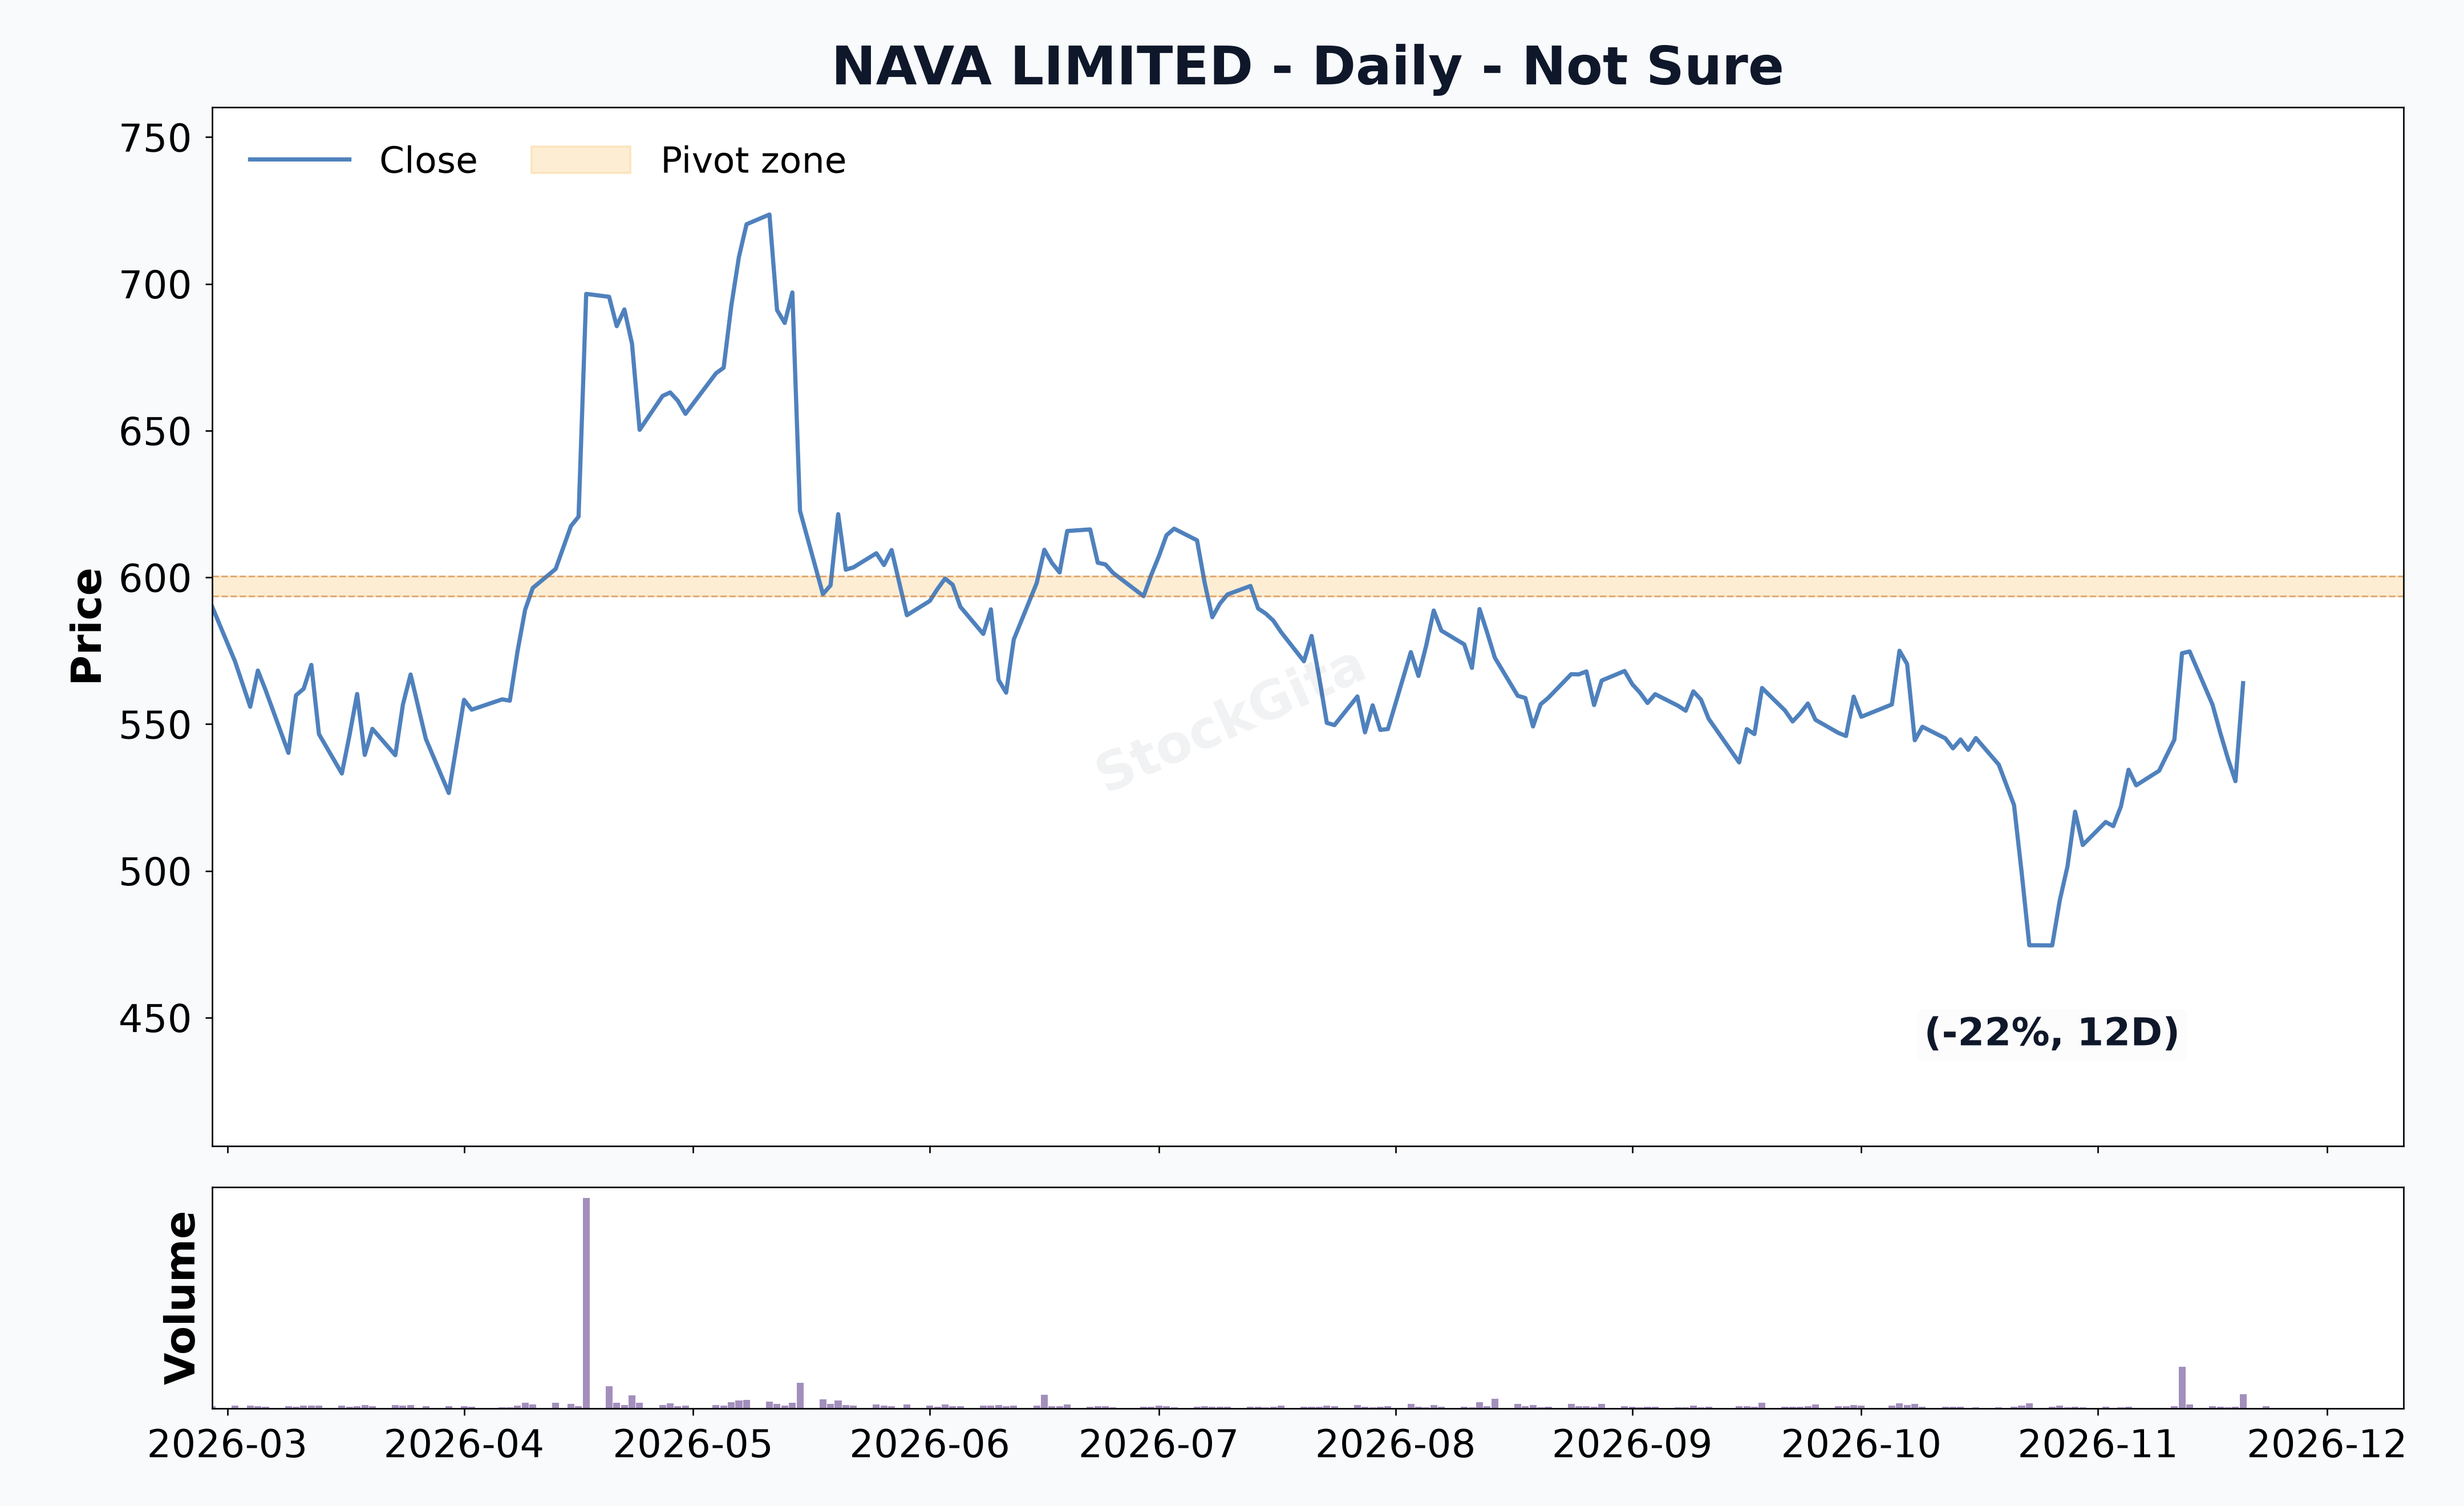 NAVA LIMITED - Daily - Not Sure
Close
Pivot zone
Price
750
700
650
600
550
500
450
StockGita
(-22%, 12D)
Volume
2026-03
2026-04
2026-05
2026-06
2026-07
2026-08
2026-09
2026-10
2026-11
2026-12